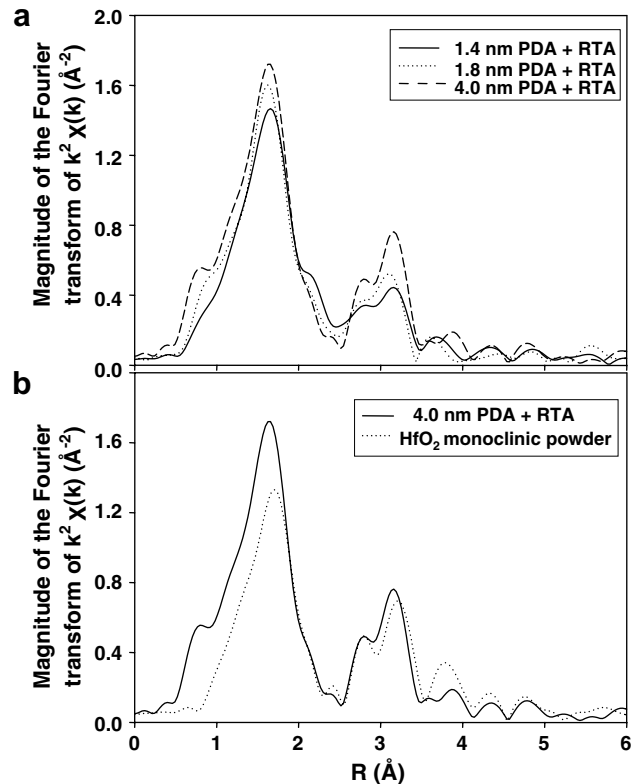 a
Magnitude of the Fourier
transform of k² χ(k) (Å⁻²)
0.0
0.4
0.8
1.2
1.6
2.0
1.4 nm PDA + RTA
1.8 nm PDA + RTA
4.0 nm PDA + RTA
b
Magnitude of the Fourier
transform of k² χ(k) (Å⁻²)
0.0
0.4
0.8
1.2
1.6
4.0 nm PDA + RTA
HfO₂ monoclinic powder
0 1 2 3 4 5 6
R (Å)